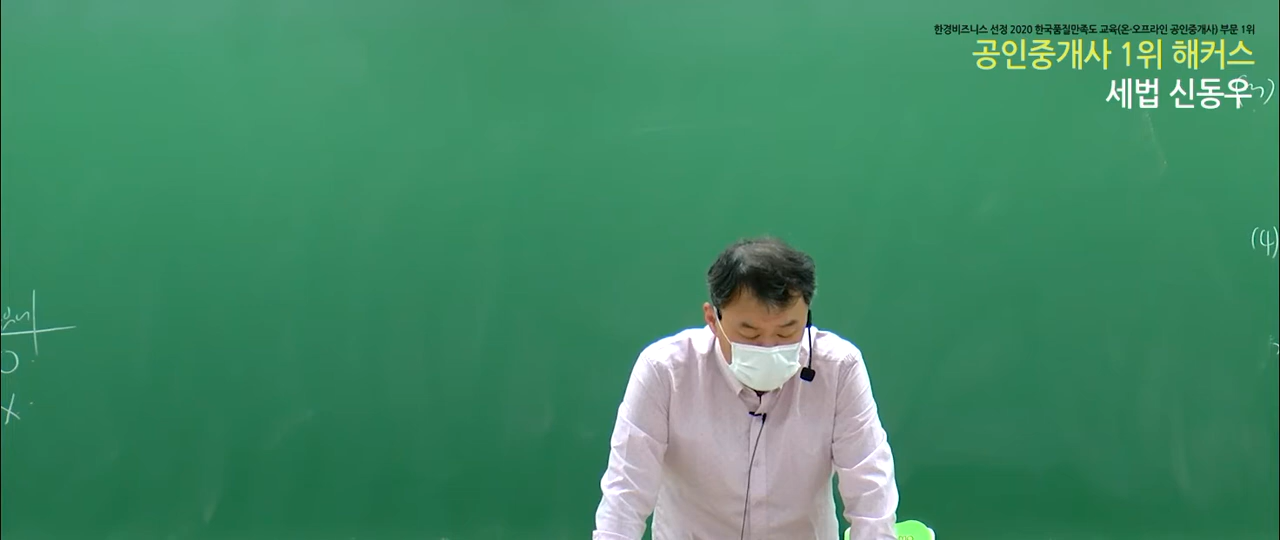 한경비즈니스 선정 2020 한국품질만족도 교육(온·오프라인 공인중개사) 부문 1위
공인중개사 1위 해커스
세법 신동우
(4)
O
X